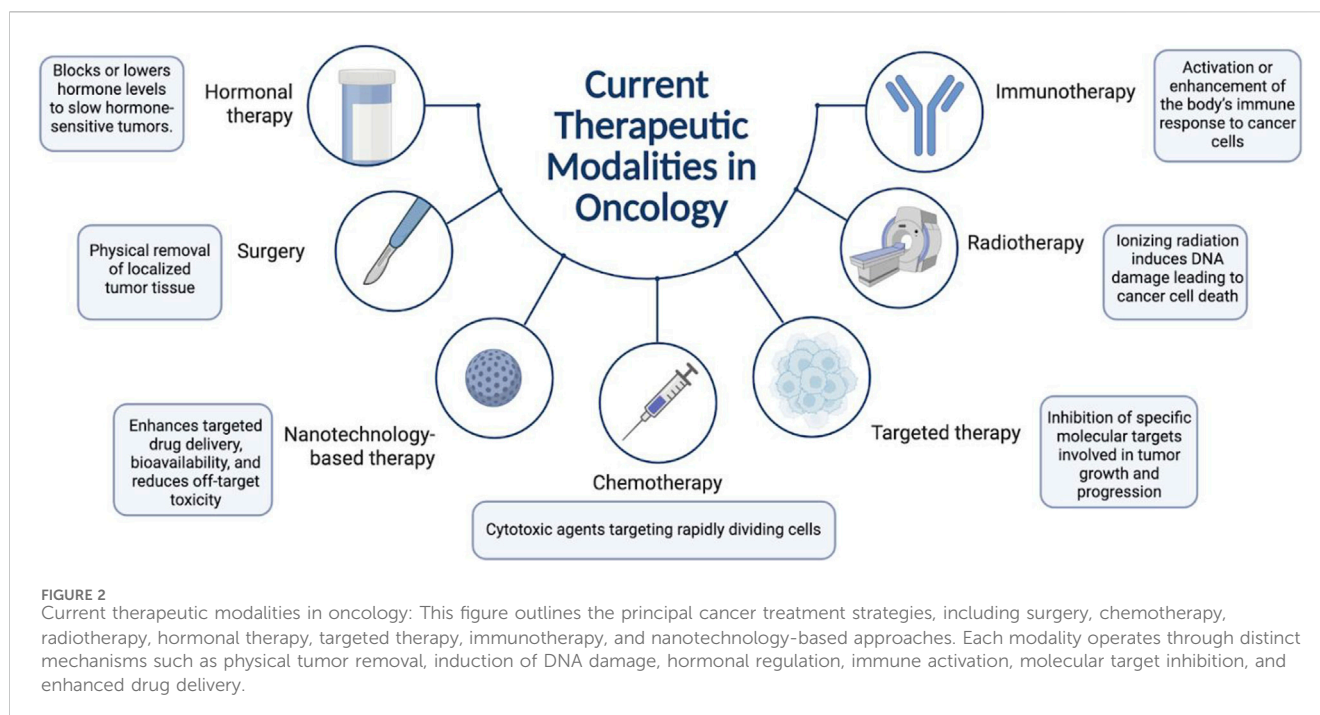 Current
Therapeutic
Modalities in
Oncology
Blocks or lowers
hormone levels
to slow hormone-
sensitive tumors.
Hormonal
therapy
Immunotherapy
Activation or
enhancement of
the body's immune
response to cancer
cells
Physical removal
of localized
tumor tissue
Surgery
Radiotherapy
Ionizing radiation
induces DNA
damage leading to
cancer cell death
Enhances targeted
drug delivery,
bioavailability, and
reduces off-target
toxicity
Nanotechnology-
based therapy
Chemotherapy
Cytotoxic agents targeting rapidly dividing cells
Targeted therapy
Inhibition of specific
molecular targets
involved in tumor
growth and
progression
FIGURE 2
Current therapeutic modalities in oncology: This figure outlines the principal cancer treatment strategies, including surgery, chemotherapy,
radiotherapy, hormonal therapy, targeted therapy, immunotherapy, and nanotechnology-based approaches. Each modality operates through distinct
mechanisms such as physical tumor removal, induction of DNA damage, hormonal regulation, immune activation, molecular target inhibition, and
enhanced drug delivery.